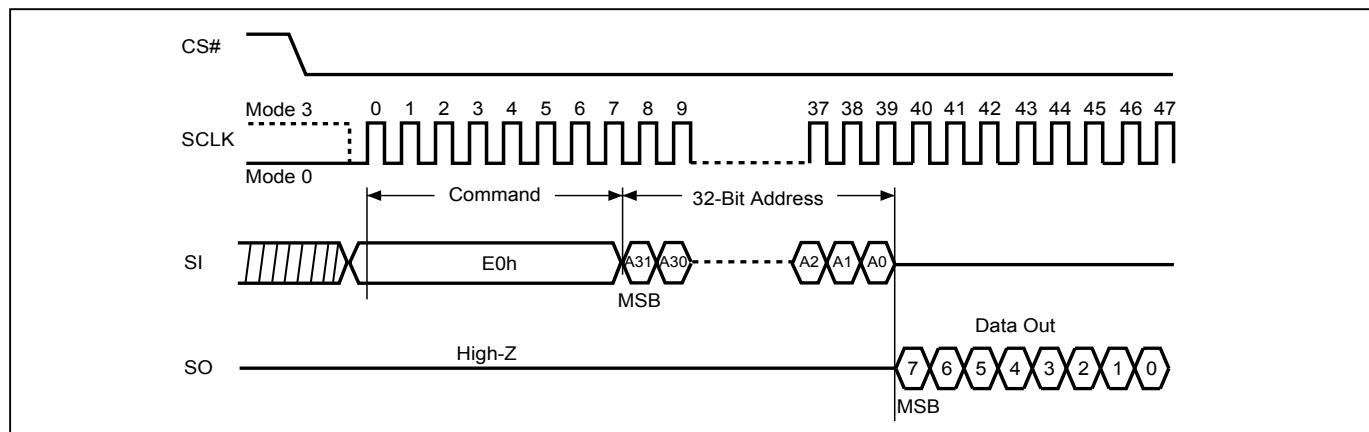 CS#
Mode 3 0 1 2 3 4 5 6 7 8 9 37 38 39 40 41 42 43 44 45 46 47
SCLK
Mode 0
Command 32-Bit Address
SI E0h A31 A30 A2 A1 A0
MSB
Data Out
High-Z
SO 7 6 5 4 3 2 1 0
MSB